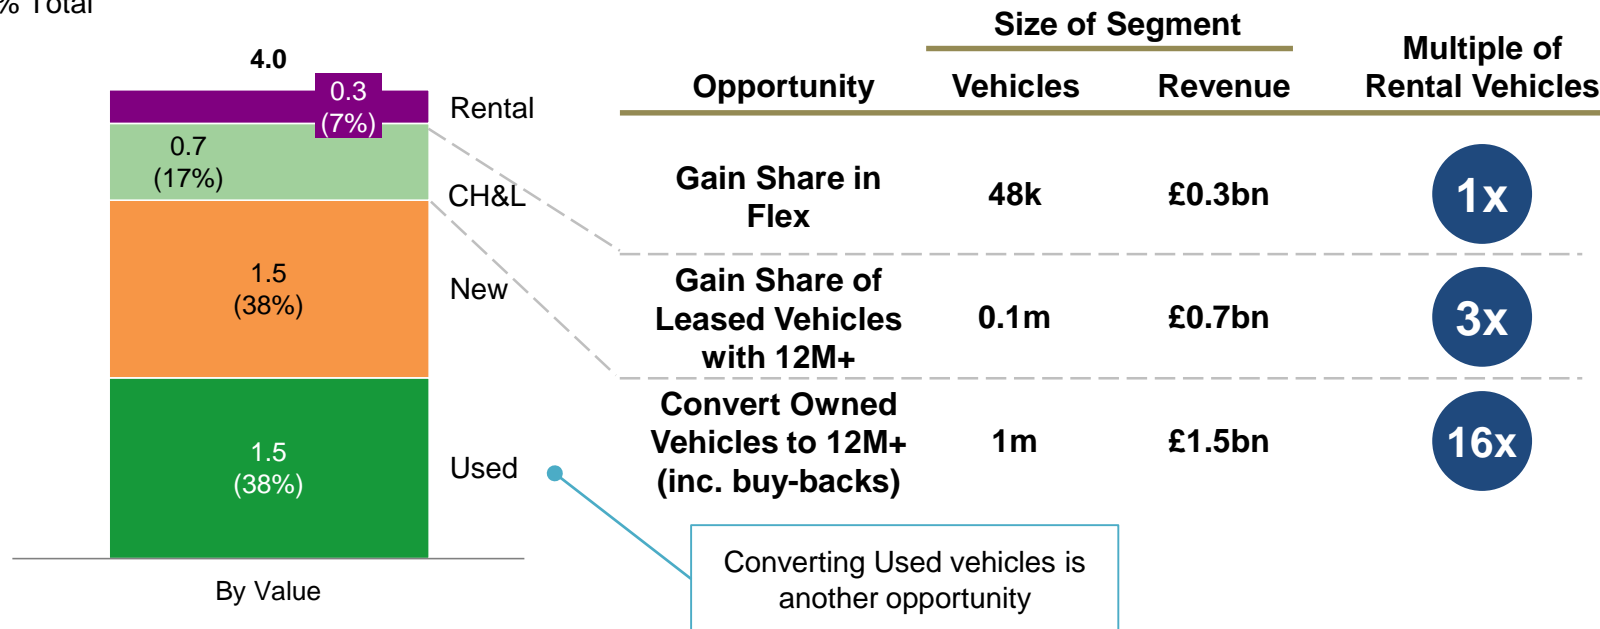 % Total
4.0
0.3
(7%)
Rental
0.7
(17%)
CH&L
1.5
(38%)
New
1.5
(38%)
Used
By Value
Size of Segment
Opportunity
Vehicles
Revenue
Multiple of
Rental Vehicles
Gain Share in
Flex
48k
£0.3bn
1x
Gain Share of
Leased Vehicles
with 12M+
0.1m
£0.7bn
3x
Convert Owned
Vehicles to 12M+
(inc. buy-backs)
1m
£1.5bn
16x
Converting Used vehicles is
another opportunity